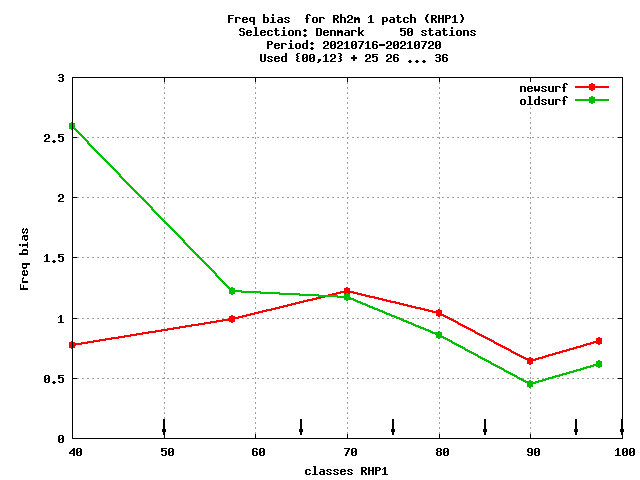 Freq bias  for Rh2m 1 patch (RHP1)
Selection: Denmark     50 stations
Period: 20210716-20210720
Used {00,12} + 25 26 ... 36
newsurf
oldsurf
3
2.5
2
1.5
1
0.5
0
Freq bias
40 50 60 70 80 90 100
classes RHP1